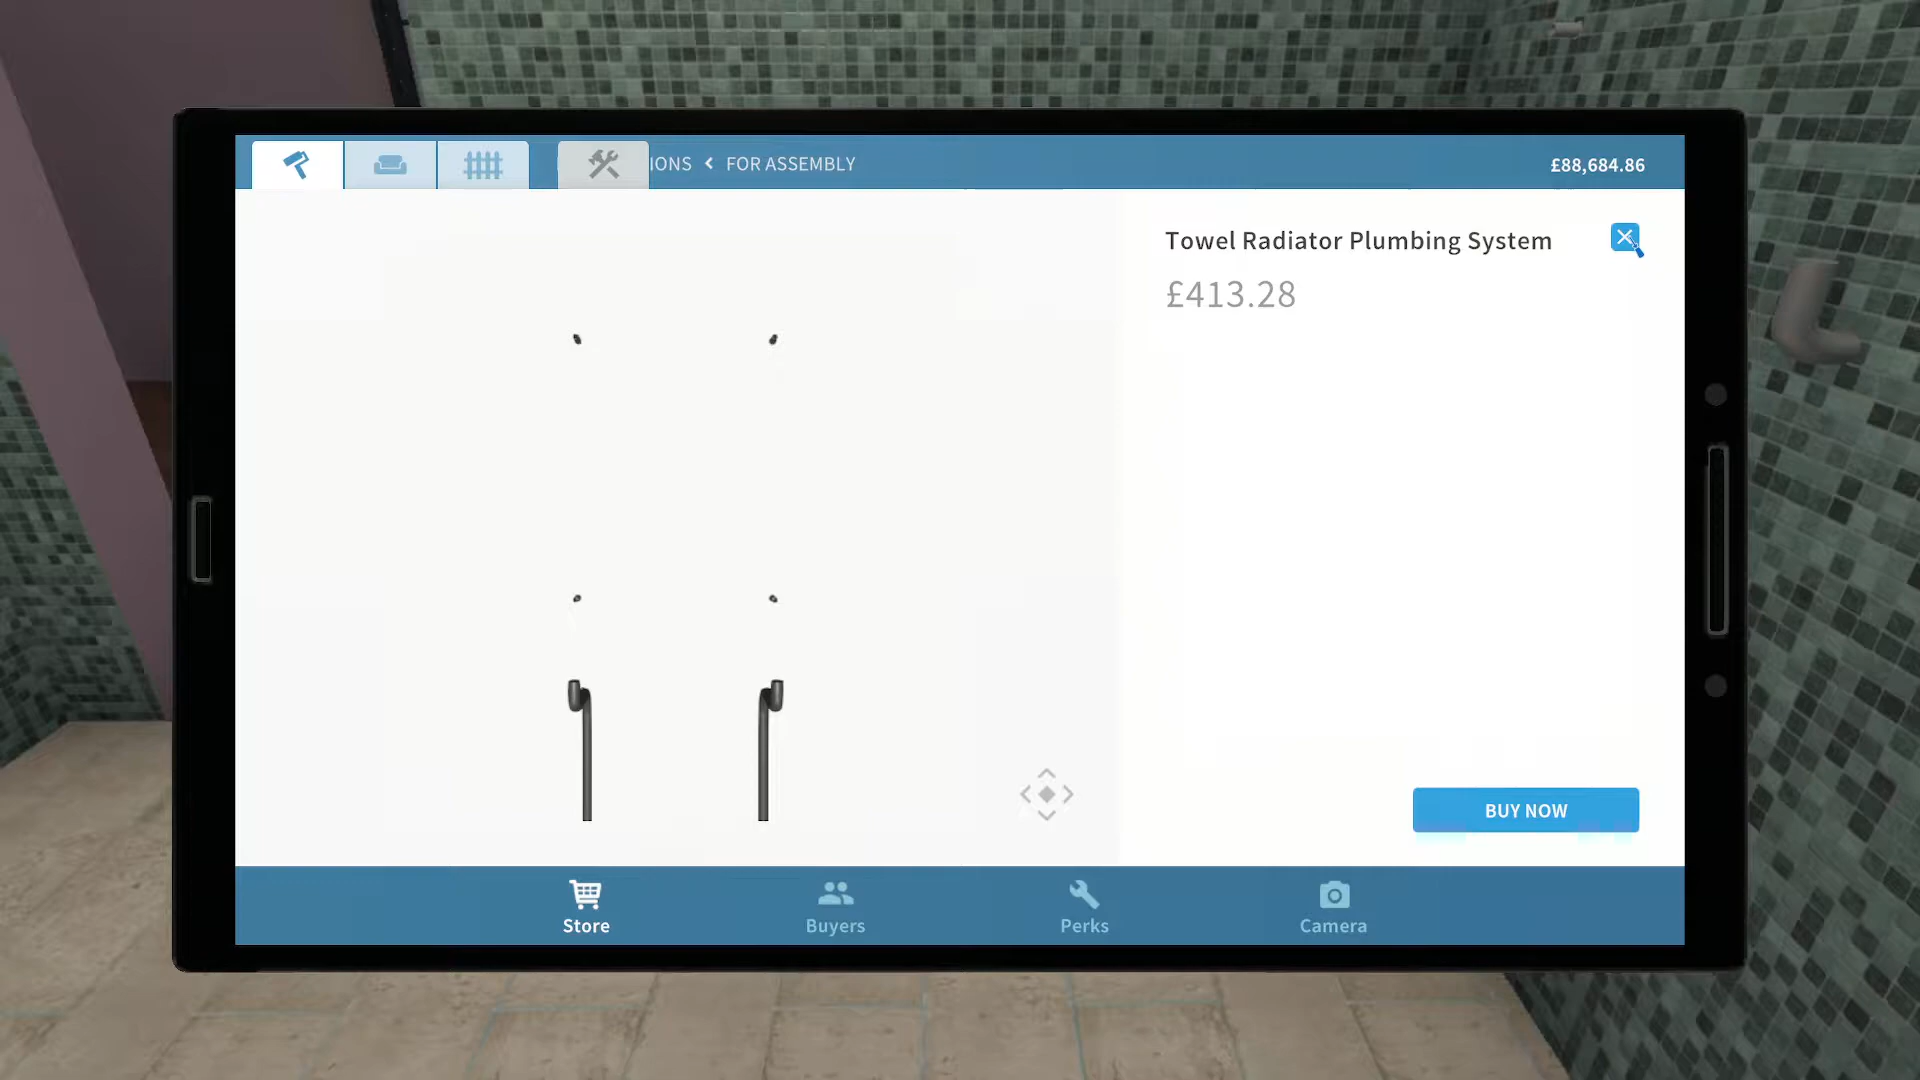 IONS < FOR ASSEMBLY
£88,684.86
Towel Radiator Plumbing System
£413.28
BUY NOW
Store
Buyers
Perks
Camera